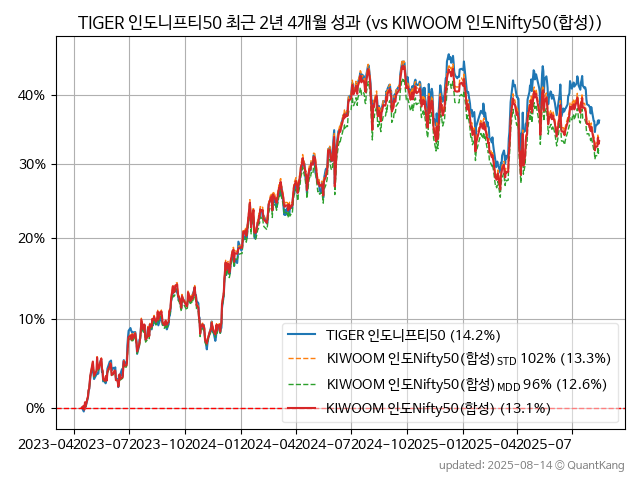 TIGER 인도니프티50 최근 2년 4개월 성과 (vs KIWOOM 인도Nifty50(합성))
40%
30%
20%
10%
0%
TIGER 인도니프티50 (14.2%)
KIWOOM 인도Nifty50(합성) STD 102% (13.3%)
KIWOOM 인도Nifty50(합성) MDD 96% (12.6%)
KIWOOM 인도Nifty50(합성) (13.1%)
2023-04 2023-07 2023-10 2024-01 2024-04 2024-07 2024-10 2025-01 2025-04 2025-07
updated: 2025-08-14 © QuantKang